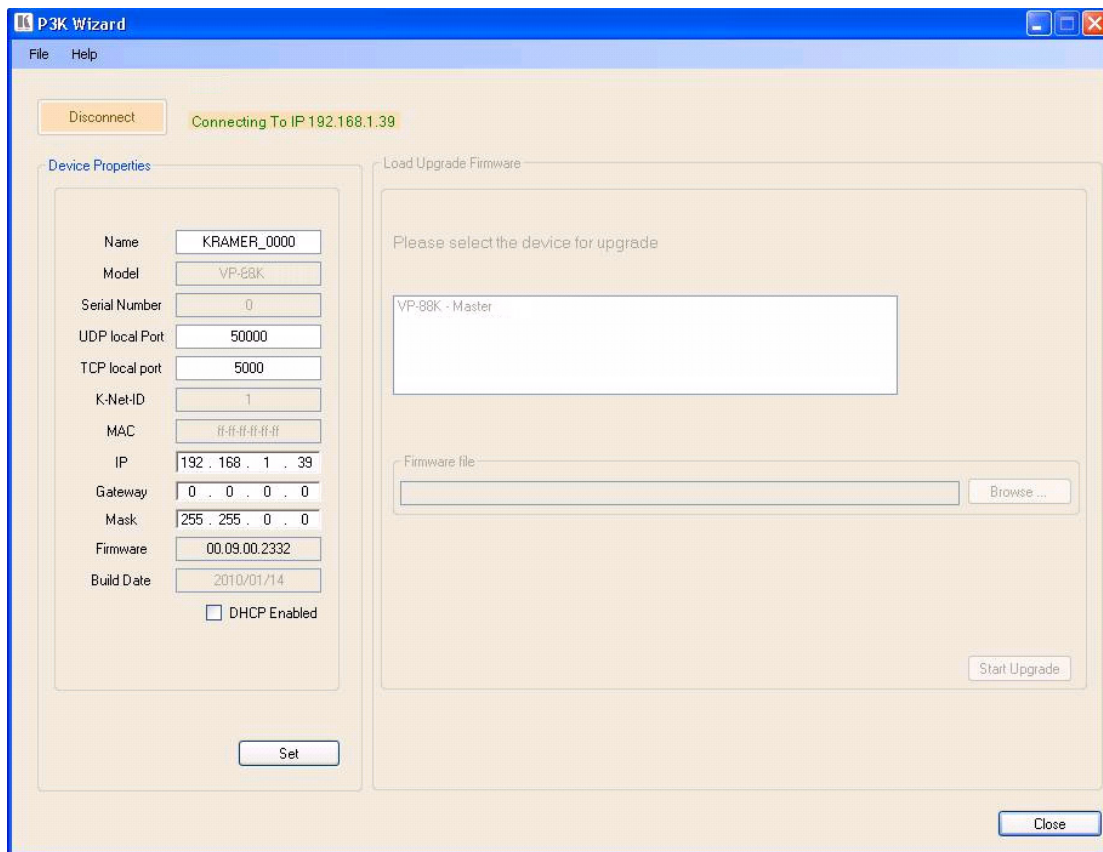 P3K Wizard
File Help
Disconnect
Connecting To IP 192.168.1.39
Device Properties
Name KRAMER_0000
Model VP-88K
Serial Number 0
UDP local Port 50000
TCP local port 5000
K-Net-ID 1
MAC ff-ff-ff-ff-ff-ff
IP 192 . 168 . 1 . 39
Gateway 0 . 0 . 0 . 0
Mask 255 . 255 . 0 . 0
Firmware 00.09.00.2332
Build Date 2010/01/14
DHCP Enabled
Set
Load Upgrade Firmware
Please select the device for upgrade
VP-88K - Master
Firmware file
Browse ...
Start Upgrade
Close